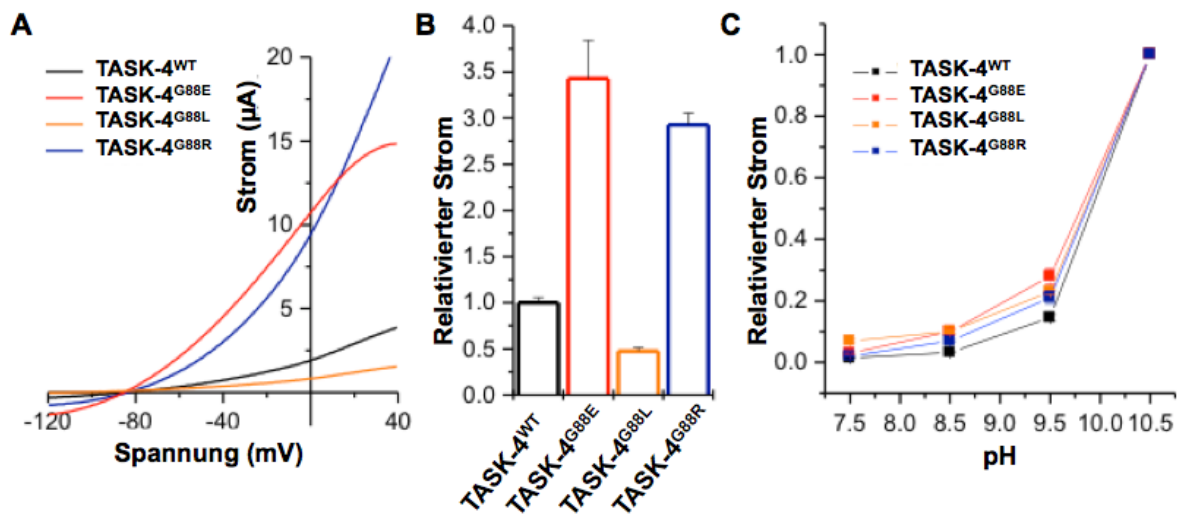 A
TASK-4WT
TASK-4G88E
TASK-4G88L
TASK-4G88R
Strom (µA)
20
15
10
5
-120 -80 -40 0 40
Spannung (mV)
B
Relativierter Strom
4.0
3.5
3.0
2.5
2.0
1.5
1.0
0.5
0.0
TASK-4WT
TASK-4G88E
TASK-4G88L
TASK-4G88R
C
TASK-4WT
TASK-4G88E
TASK-4G88L
TASK-4G88R
Relativierter Strom
1.0
0.8
0.6
0.4
0.2
0.0
7.5 8.0 8.5 9.0 9.5 10.0 10.5
pH